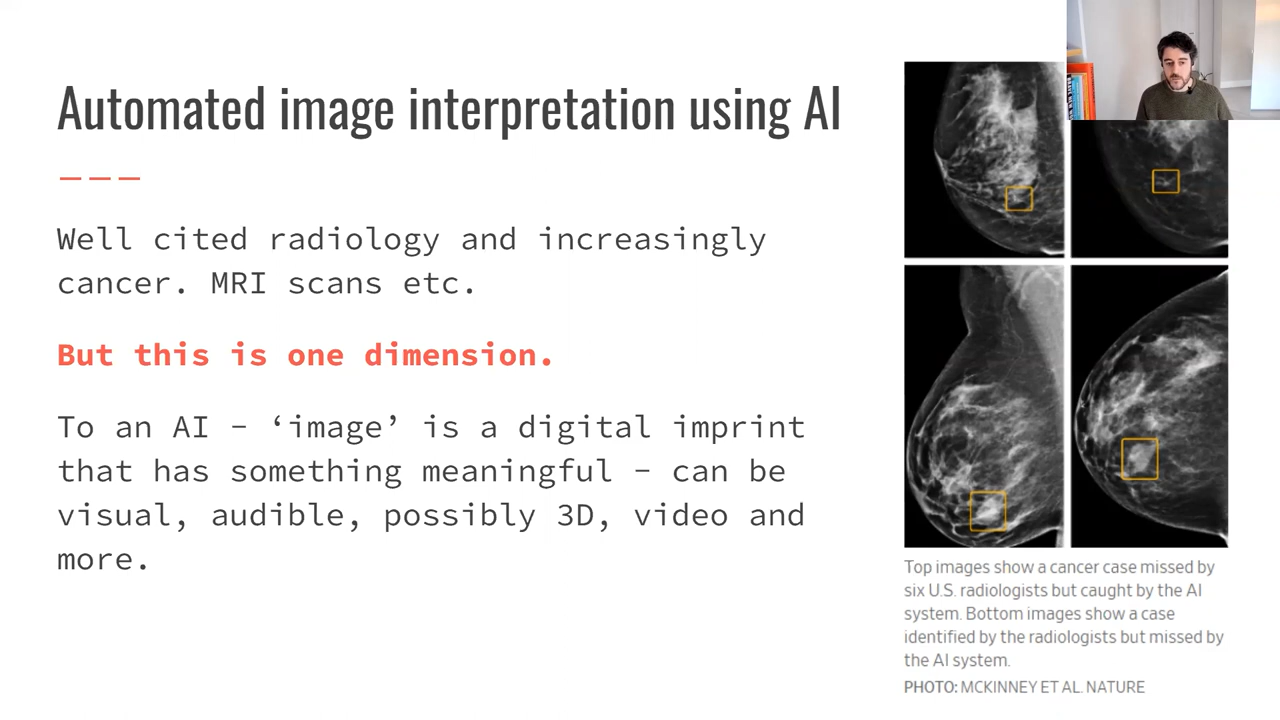 Automated image interpretation using AI
Well cited radiology and increasingly
cancer. MRI scans etc.
But this is one dimension.
To an AI – ‘image’ is a digital imprint
that has something meaningful – can be
visual, audible, possibly 3D, video and
more.
Top images show a cancer case missed by
six U.S. radiologists but caught by the AI
system. Bottom images show a case
identified by the radiologists but missed by
the AI system.
PHOTO: MCKINNEY ET AL. NATURE